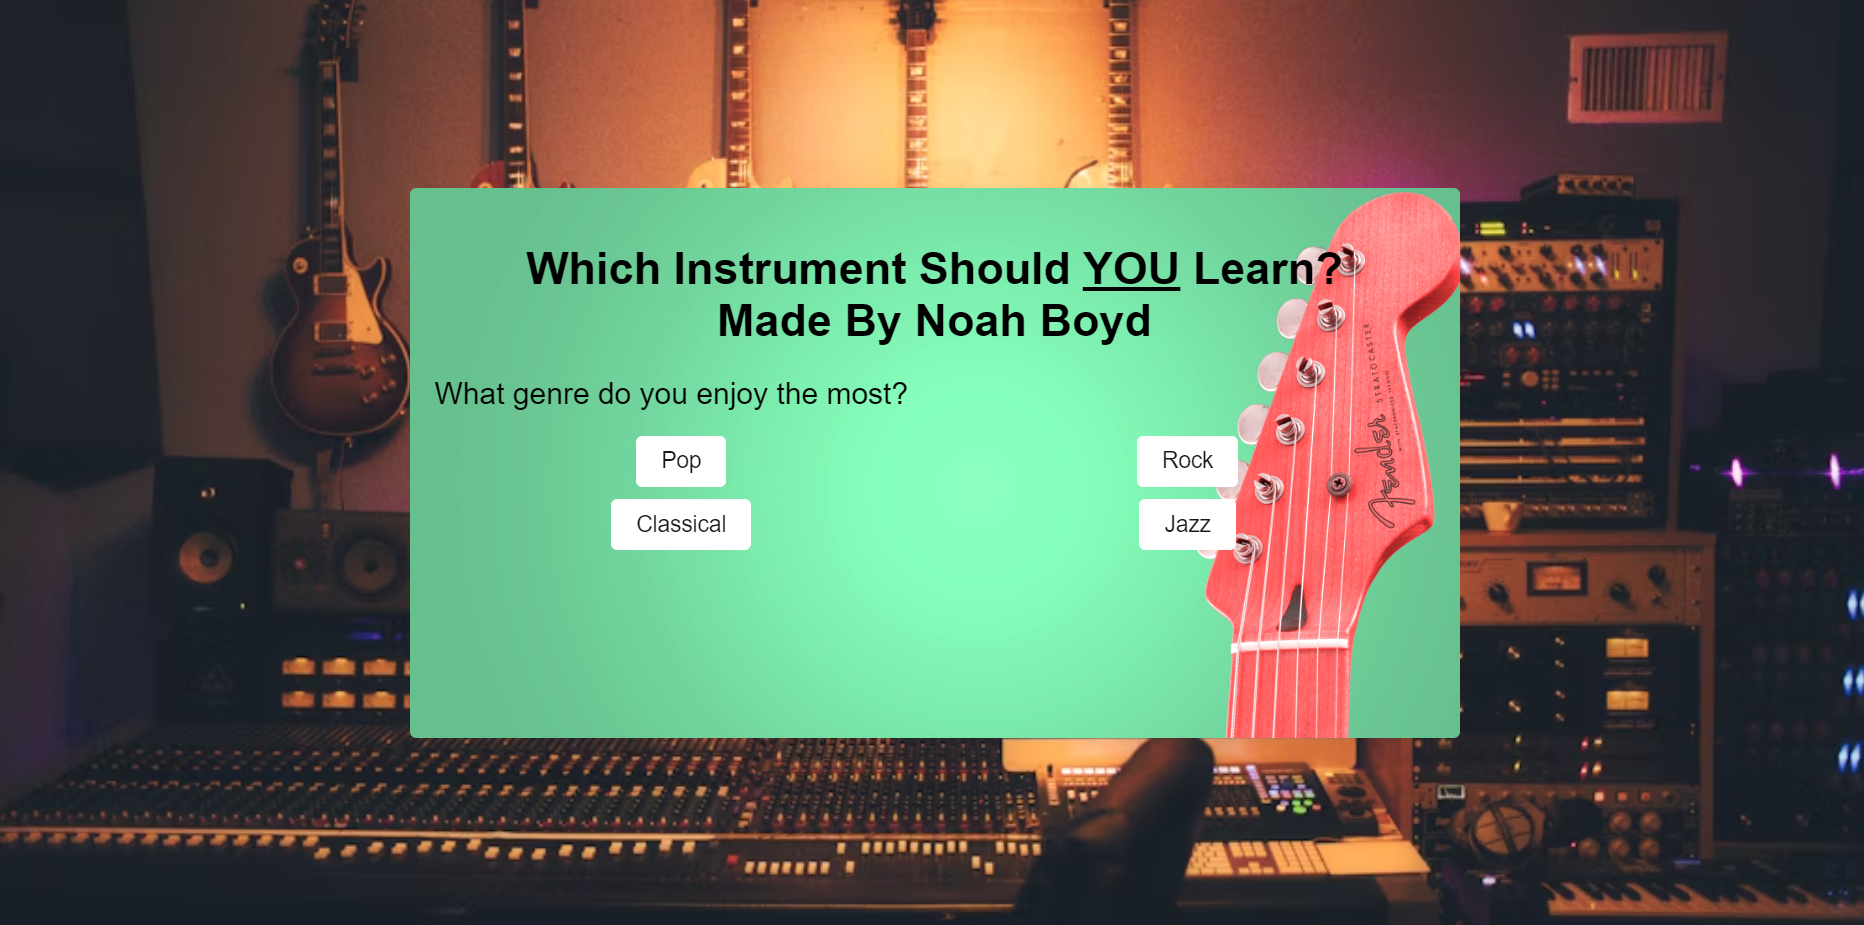 Which Instrument Should YOU Learn?
Made By Noah Boyd
What genre do you enjoy the most?
Pop
Rock
Classical
Jazz
Fender
STRATOCASTER